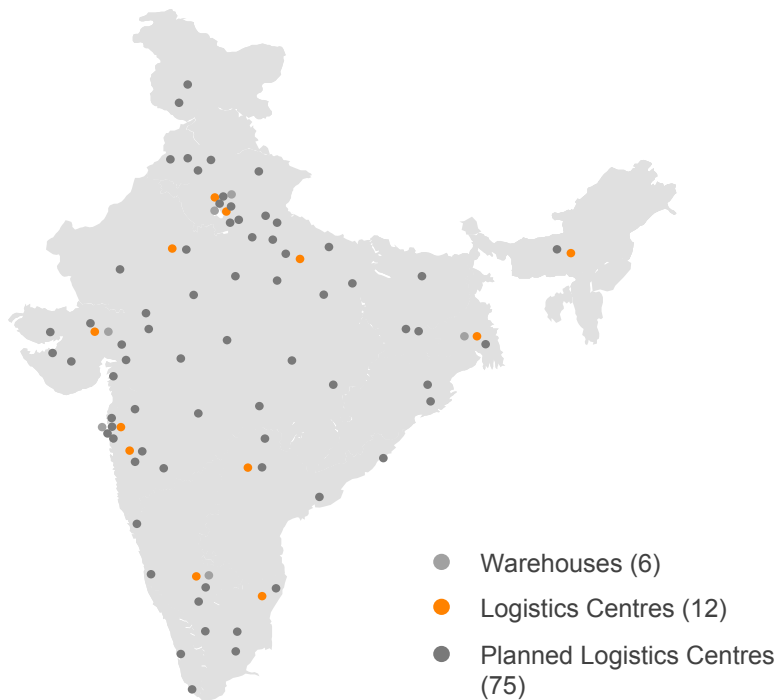 Warehouses (6)
Logistics Centres (12)
Planned Logistics Centres
(75)